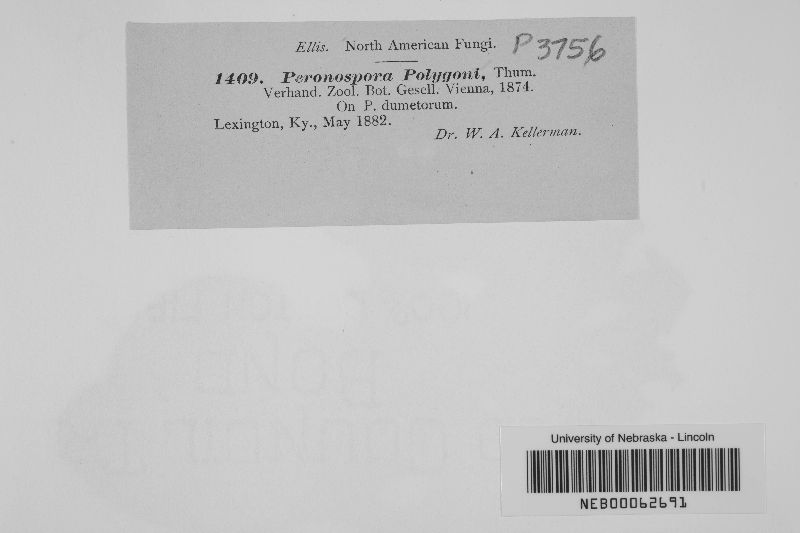 Ellis. North American Fungi. P3756
1409. Peronospora Polygoni, Thum.
Verhand. Zool. Bot. Gesell. Vienna, 1874.
On P. dumetorum.
Lexington, Ky., May 1882.
Dr. W. A. Kellerman.
University of Nebraska - Lincoln
NEB00062691